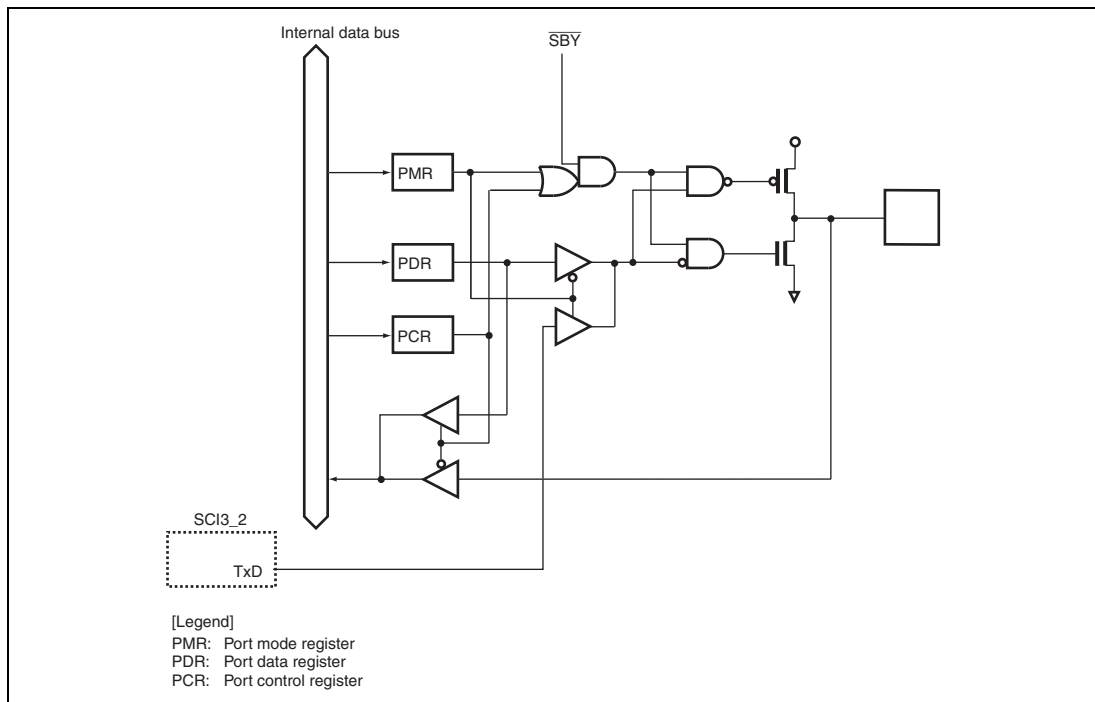 Internal data bus
SBY
PMR
PDR
PCR
SCI3_2
TxD
[Legend]
PMR: Port mode register
PDR: Port data register
PCR: Port control register